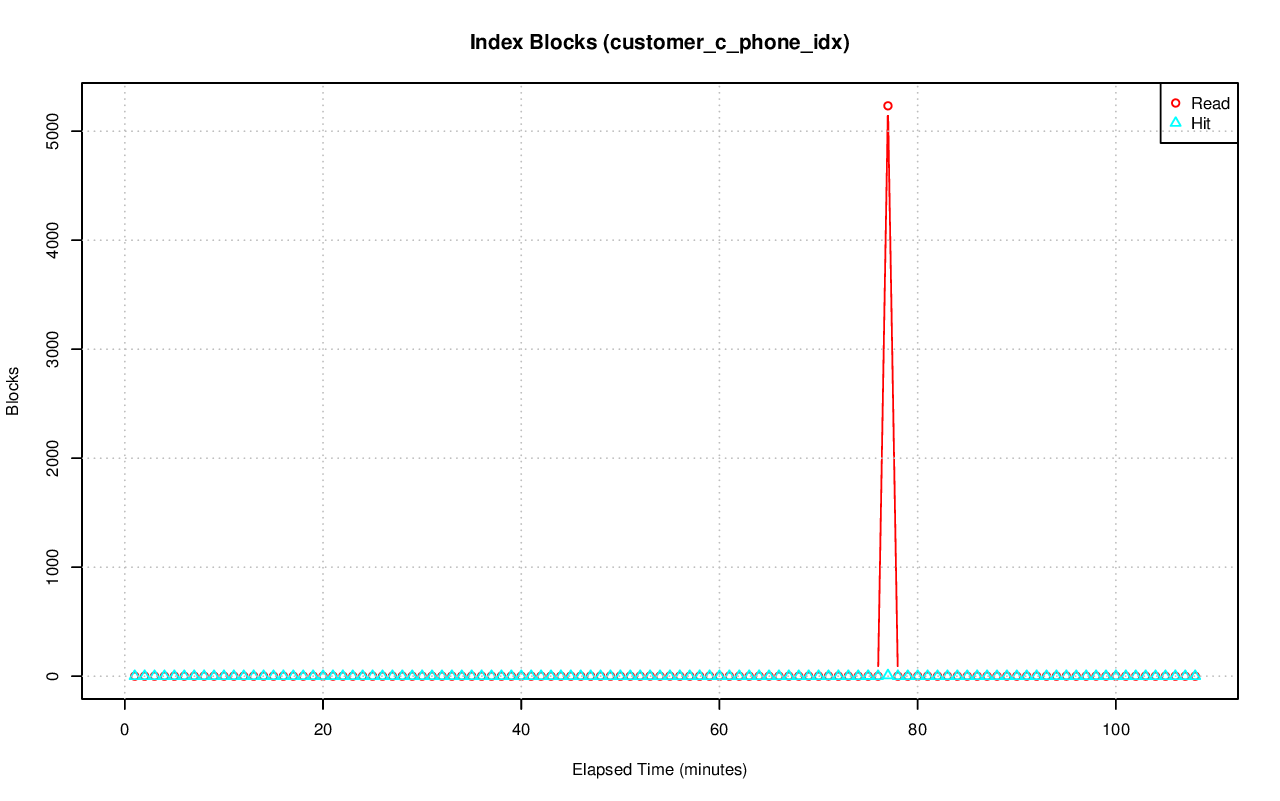 Index Blocks (customer_c_phone_idx)
Read
Hit
5000
4000
3000
2000
1000
0
Blocks
0 20 40 60 80 100
Elapsed Time (minutes)